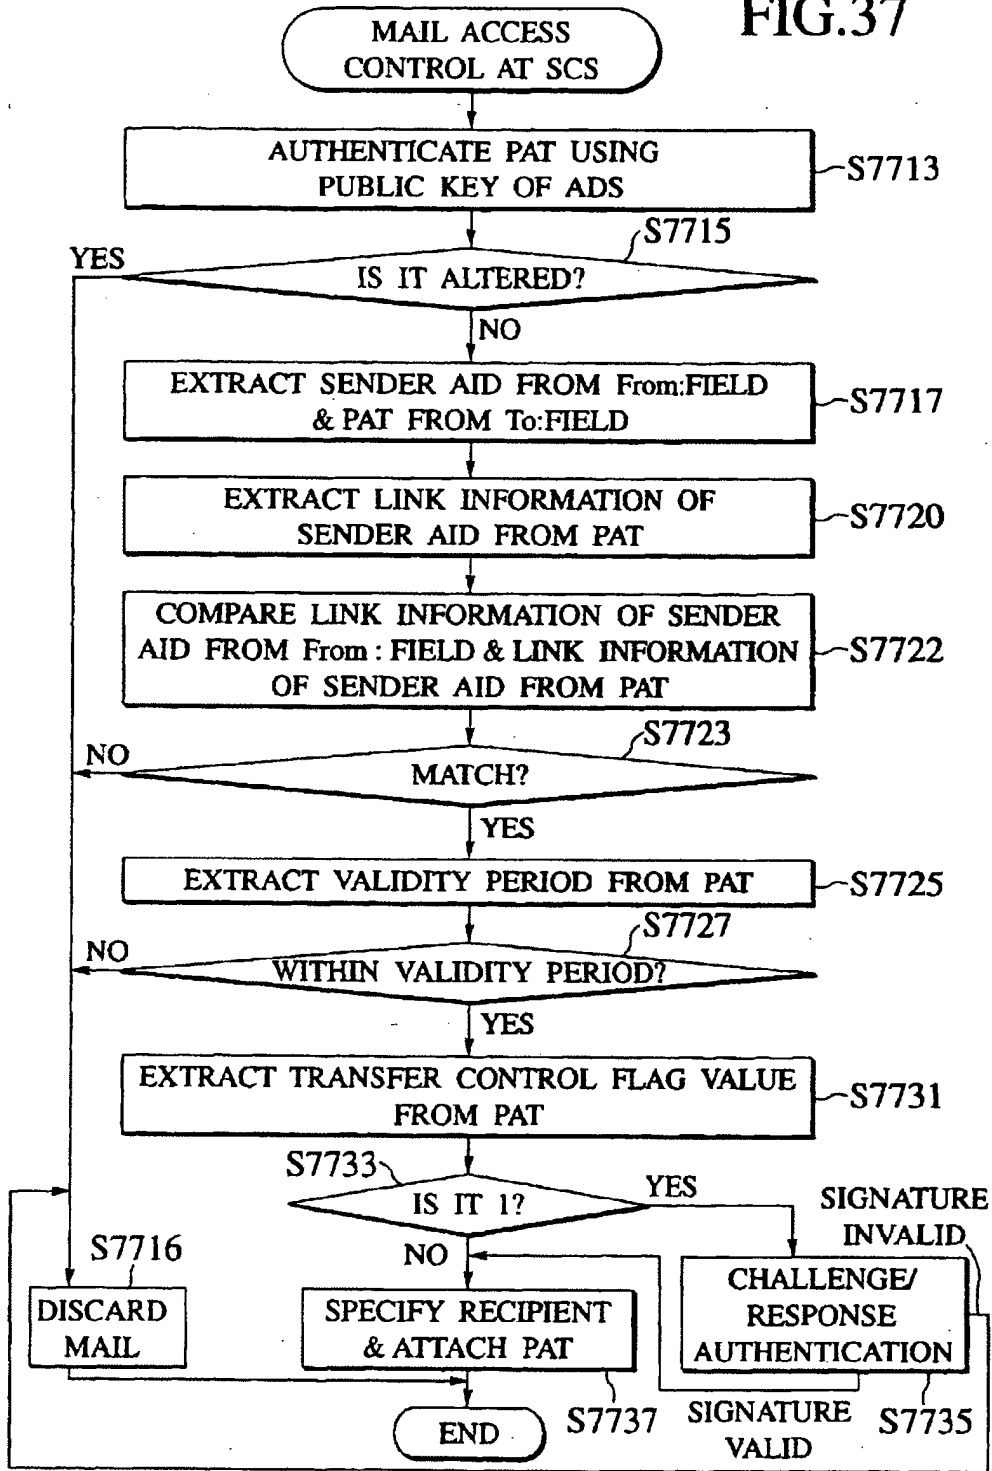 FIG.37
MAIL ACCESS
CONTROL AT SCS
AUTHENTICATE PAT USING
PUBLIC KEY OF ADS
S7713
S7715
YES
IS IT ALTERED?
NO
EXTRACT SENDER AID FROM From:FIELD
& PAT FROM To:FIELD
S7717
EXTRACT LINK INFORMATION OF
SENDER AID FROM PAT
S7720
COMPARE LINK INFORMATION OF SENDER
AID FROM From : FIELD & LINK INFORMATION
OF SENDER AID FROM PAT
S7722
S7723
NO
MATCH?
YES
EXTRACT VALIDITY PERIOD FROM PAT
S7725
S7727
NO
WITHIN VALIDITY PERIOD?
YES
EXTRACT TRANSFER CONTROL FLAG VALUE
FROM PAT
S7731
S7733
IS IT 1?
YES
NO
SIGNATURE
INVALID
S7716
DISCARD
MAIL
SPECIFY RECIPIENT
& ATTACH PAT
S7737
CHALLENGE/
RESPONSE
AUTHENTICATION
S7735
SIGNATURE
VALID
END